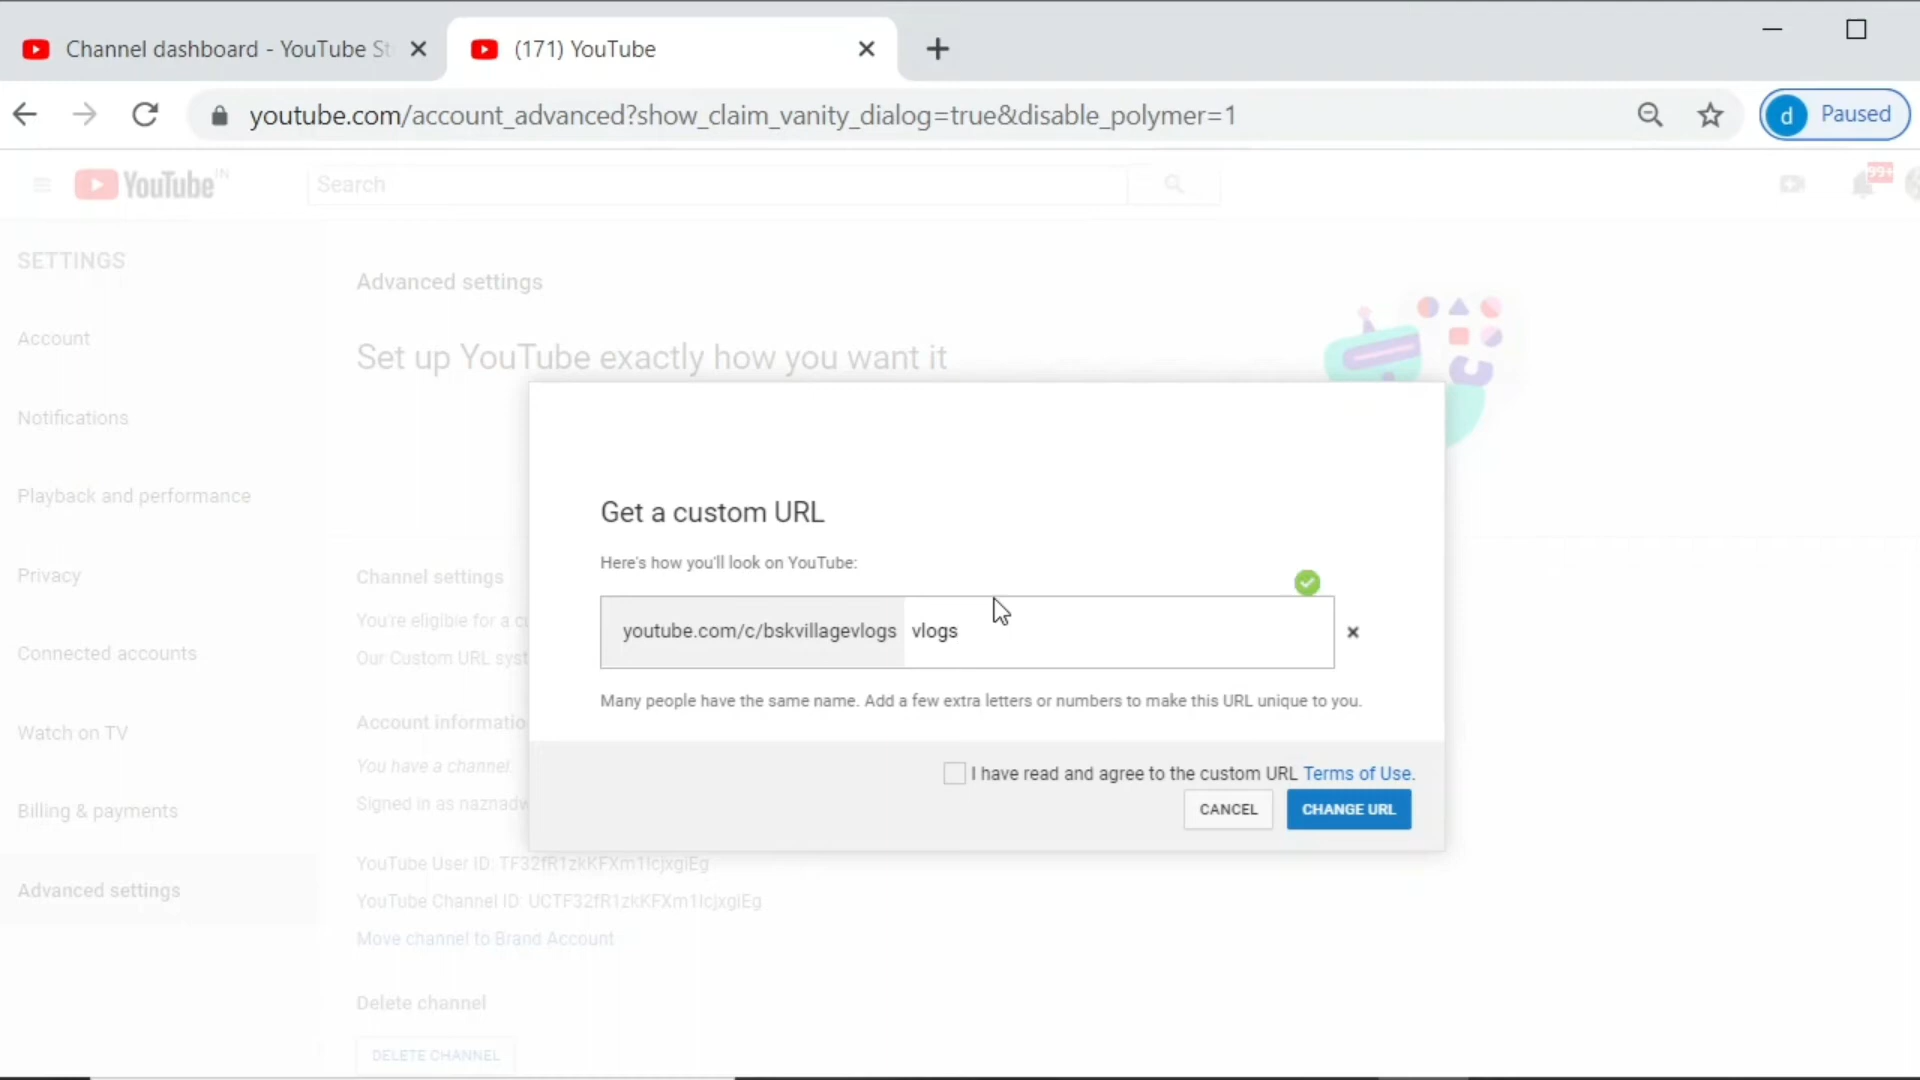 Channel dashboard - YouTube St
(171) YouTube
youtube.com/account_advanced?show_claim_vanity_dialog=true&disable_polymer=1
d Paused
YouTube IN
Search
99+
SETTINGS
Advanced settings
Account
Set up YouTube exactly how you want it
Notifications
Playback and performance
Get a custom URL
Here's how you'll look on YouTube:
Privacy
Channel settings
You're eligible for a cu
youtube.com/c/bskvillagevlogs vlogs
Connected accounts
Our Custom URL syst
Many people have the same name. Add a few extra letters or numbers to make this URL unique to you.
Watch on TV
Account informatio
You have a channel.
I have read and agree to the custom URL Terms of Use.
Billing & payments
Signed in as naznadw
CANCEL
CHANGE URL
YouTube User ID: TF32fR1zkKFXm1IcjxgiEg
Advanced settings
YouTube Channel ID: UCTF32fR1zkKFXm1IcjxgiEg
Move channel to Brand Account
Delete channel
DELETE CHANNEL